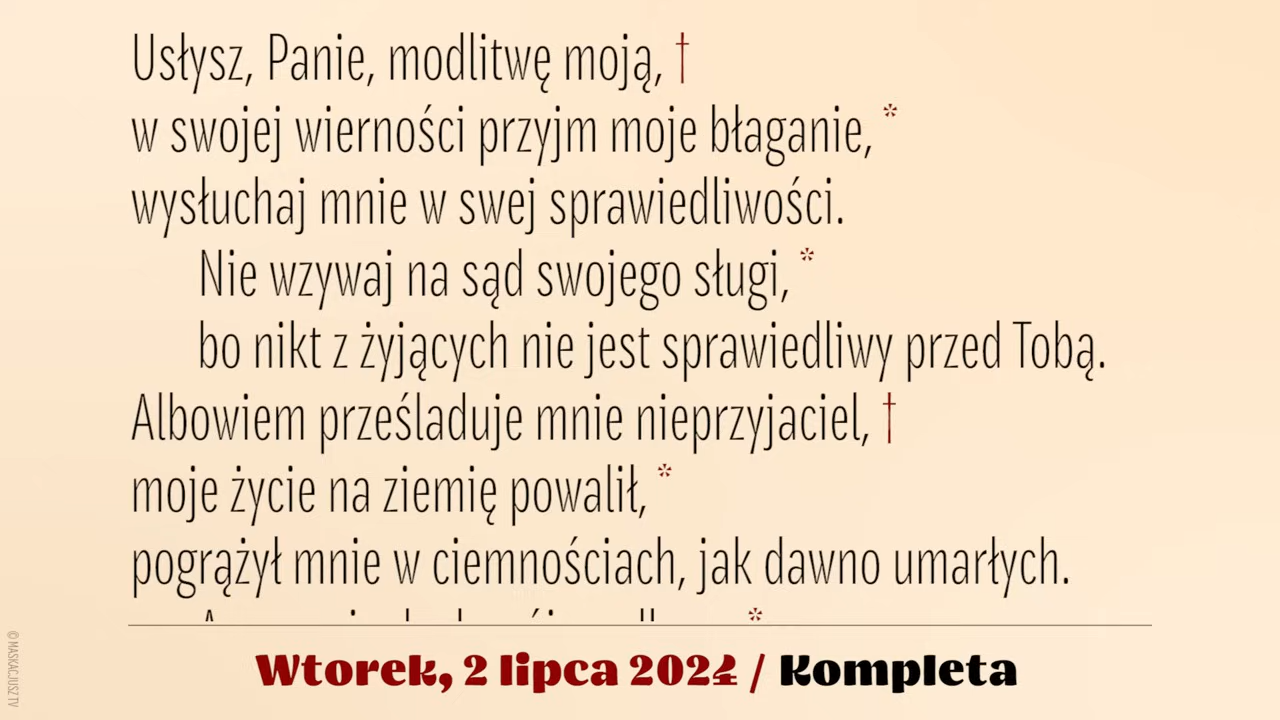 Usłysz, Panie, modlitwę moją, †
w swojej wierności przyjm moje błaganie, *
wysłuchaj mnie w swej sprawiedliwości.
Nie wzywaj na sąd swojego sługi, *
bo nikt z żyjących nie jest sprawiedliwy przed Tobą.
Albowiem prześladuje mnie nieprzyjaciel, †
moje życie na ziemię powalił, *
pogrążył mnie w ciemnościach, jak dawno umarłych.
*
Wtorek, 2 lipca 2024 / Kompleta
© MASKACJUSZ.TV